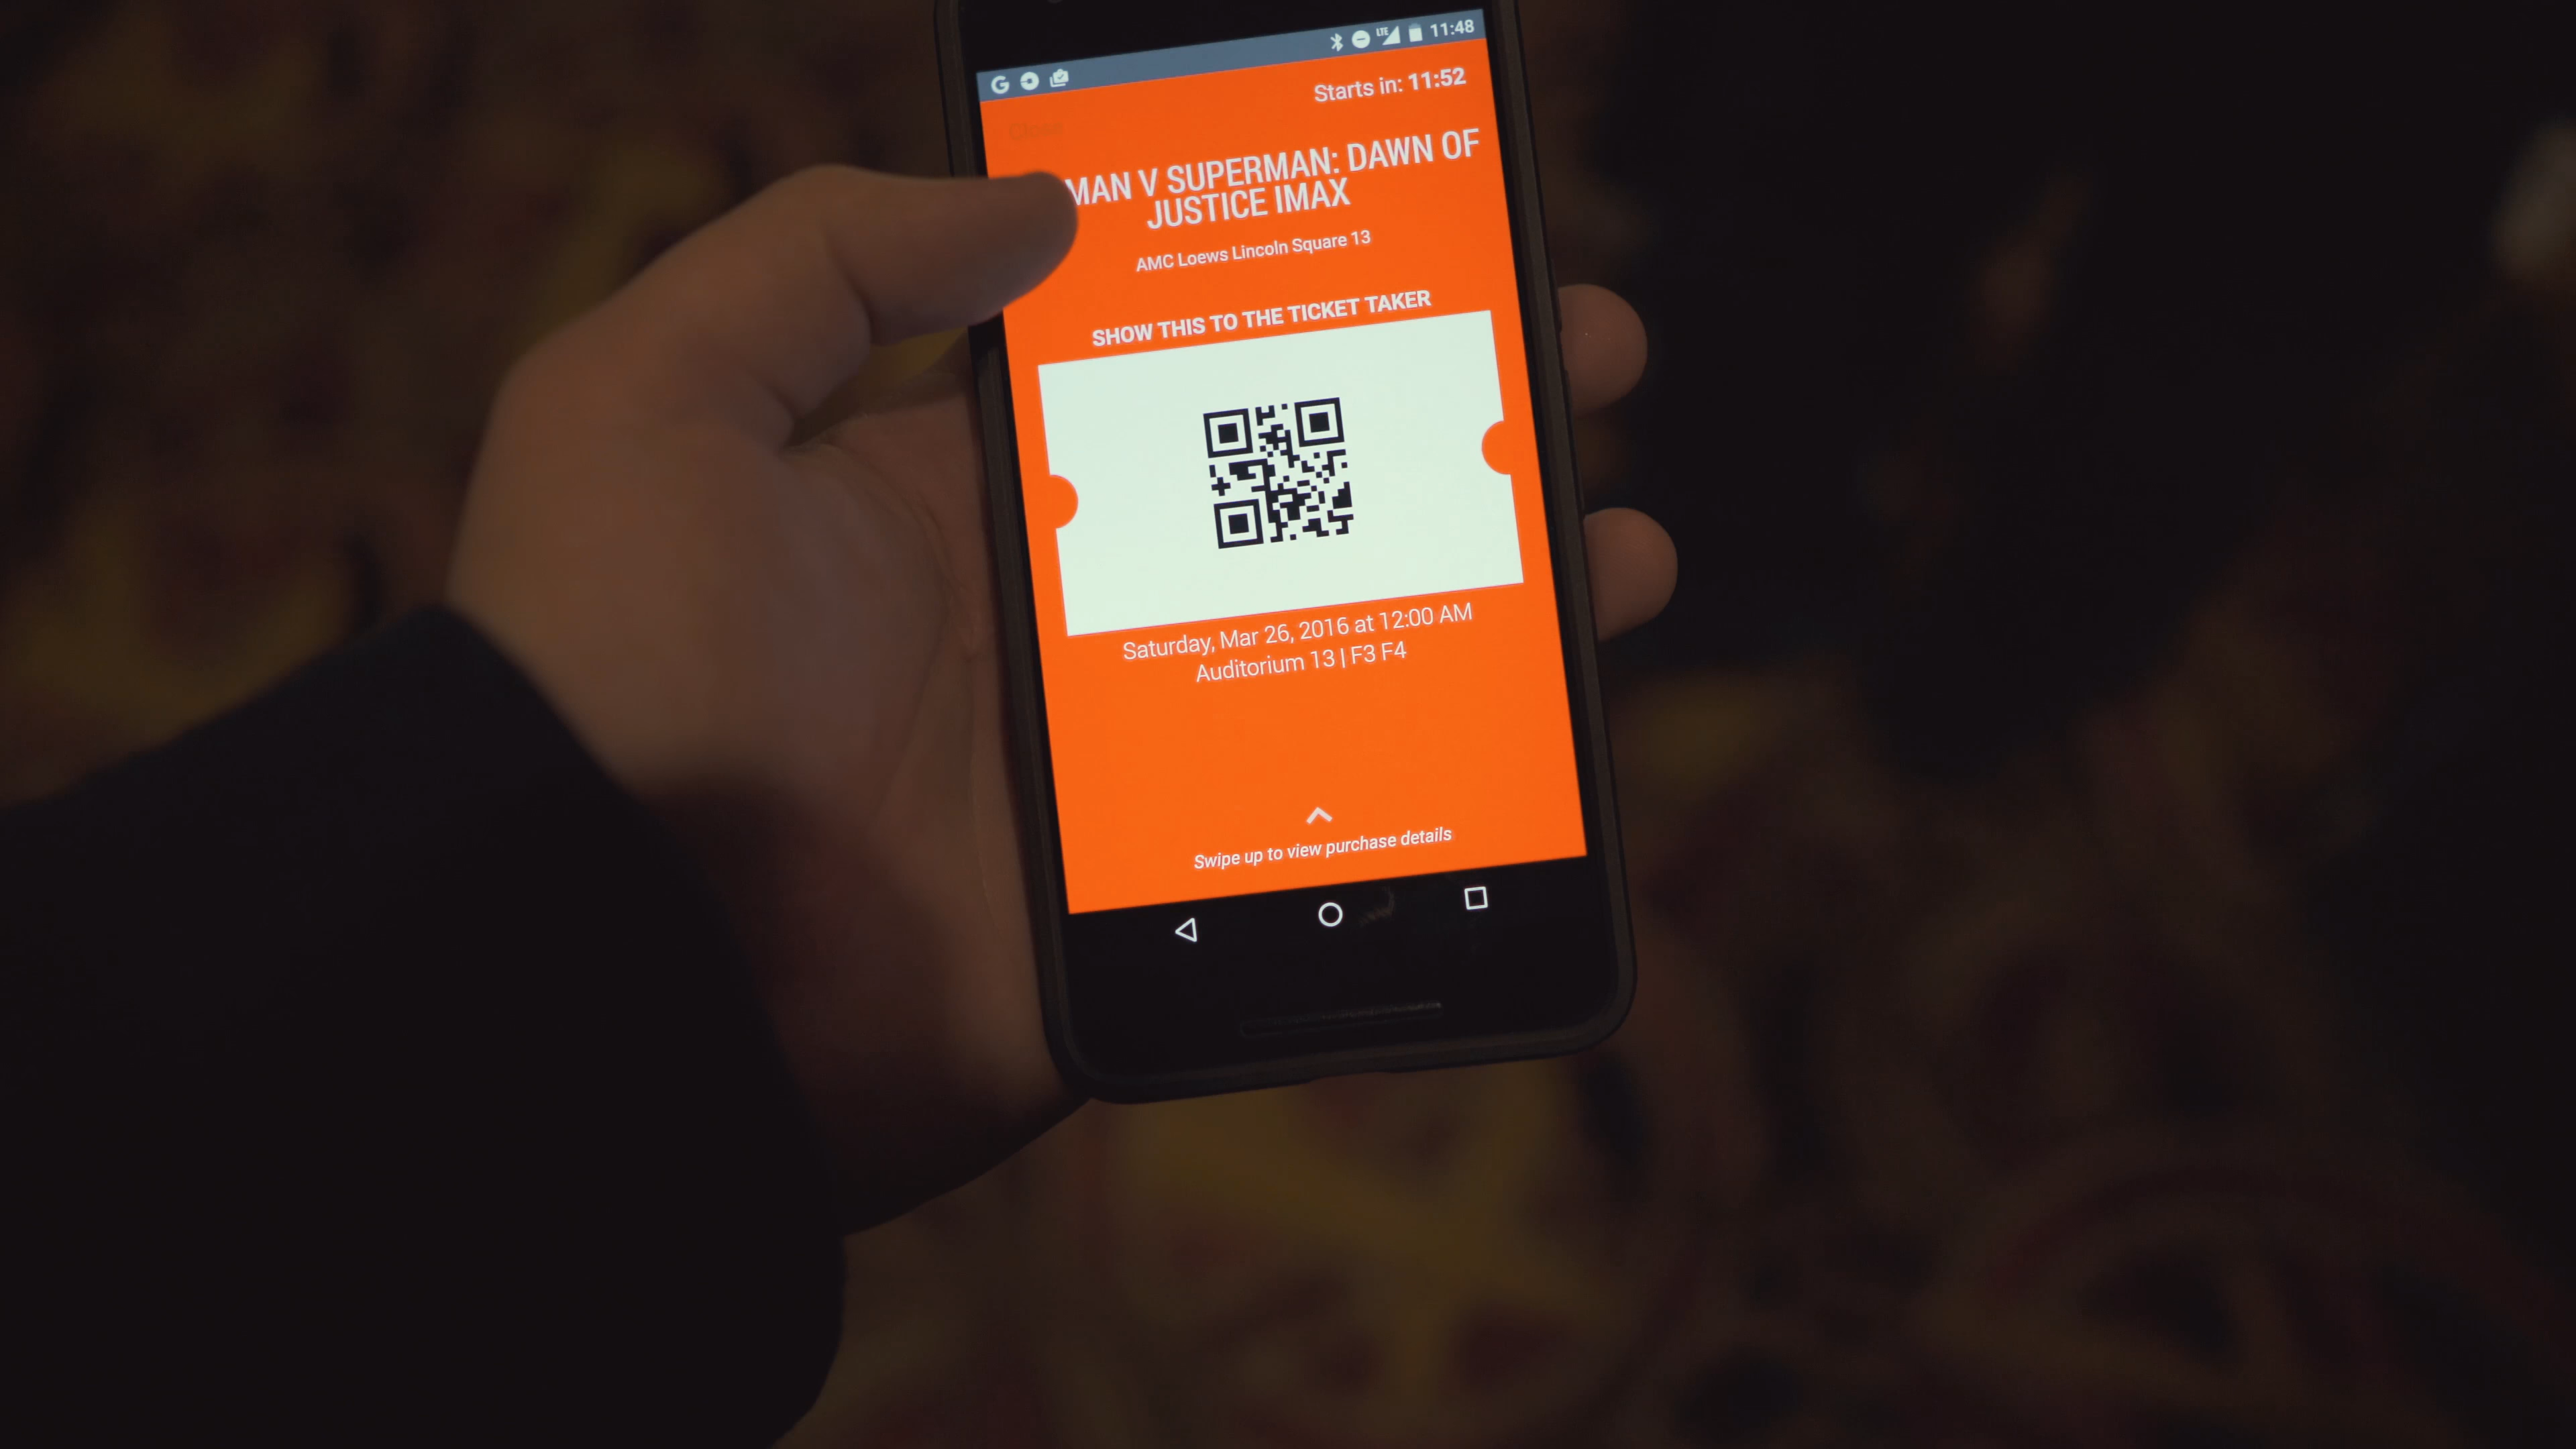 11:48
Starts in: 11:52
Close
MAN V SUPERMAN: DAWN OF
JUSTICE IMAX
AMC Loews Lincoln Square 13
SHOW THIS TO THE TICKET TAKER
Saturday, Mar 26, 2016 at 12:00 AM
Auditorium 13 | F3 F4
Swipe up to view purchase details